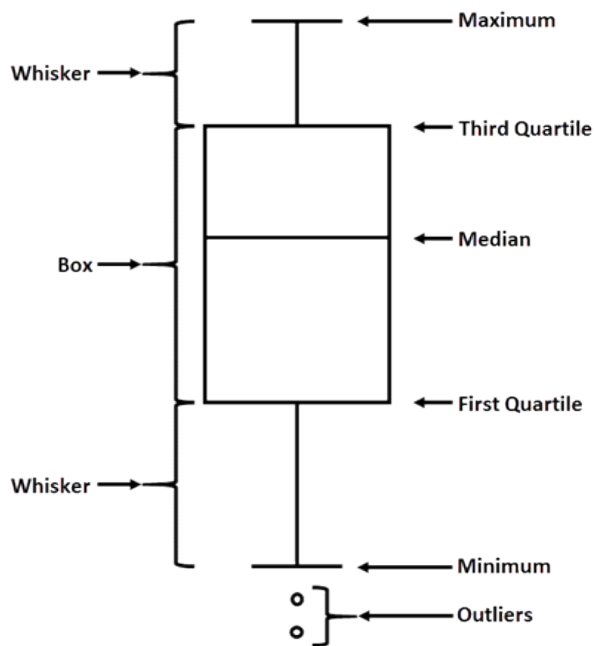 Maximum
Whisker
Third Quartile
Median
Box
First Quartile
Whisker
Minimum
Outliers